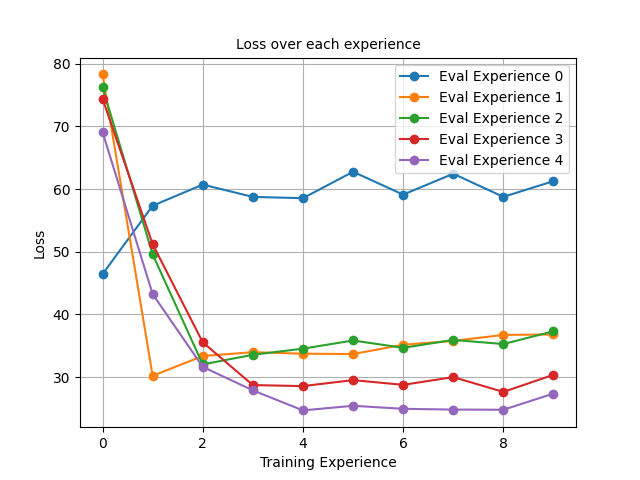 Loss over each experience
80
70
60
50
40
30
Loss
Eval Experience 0
Eval Experience 1
Eval Experience 2
Eval Experience 3
Eval Experience 4
0 2 4 6 8
Training Experience